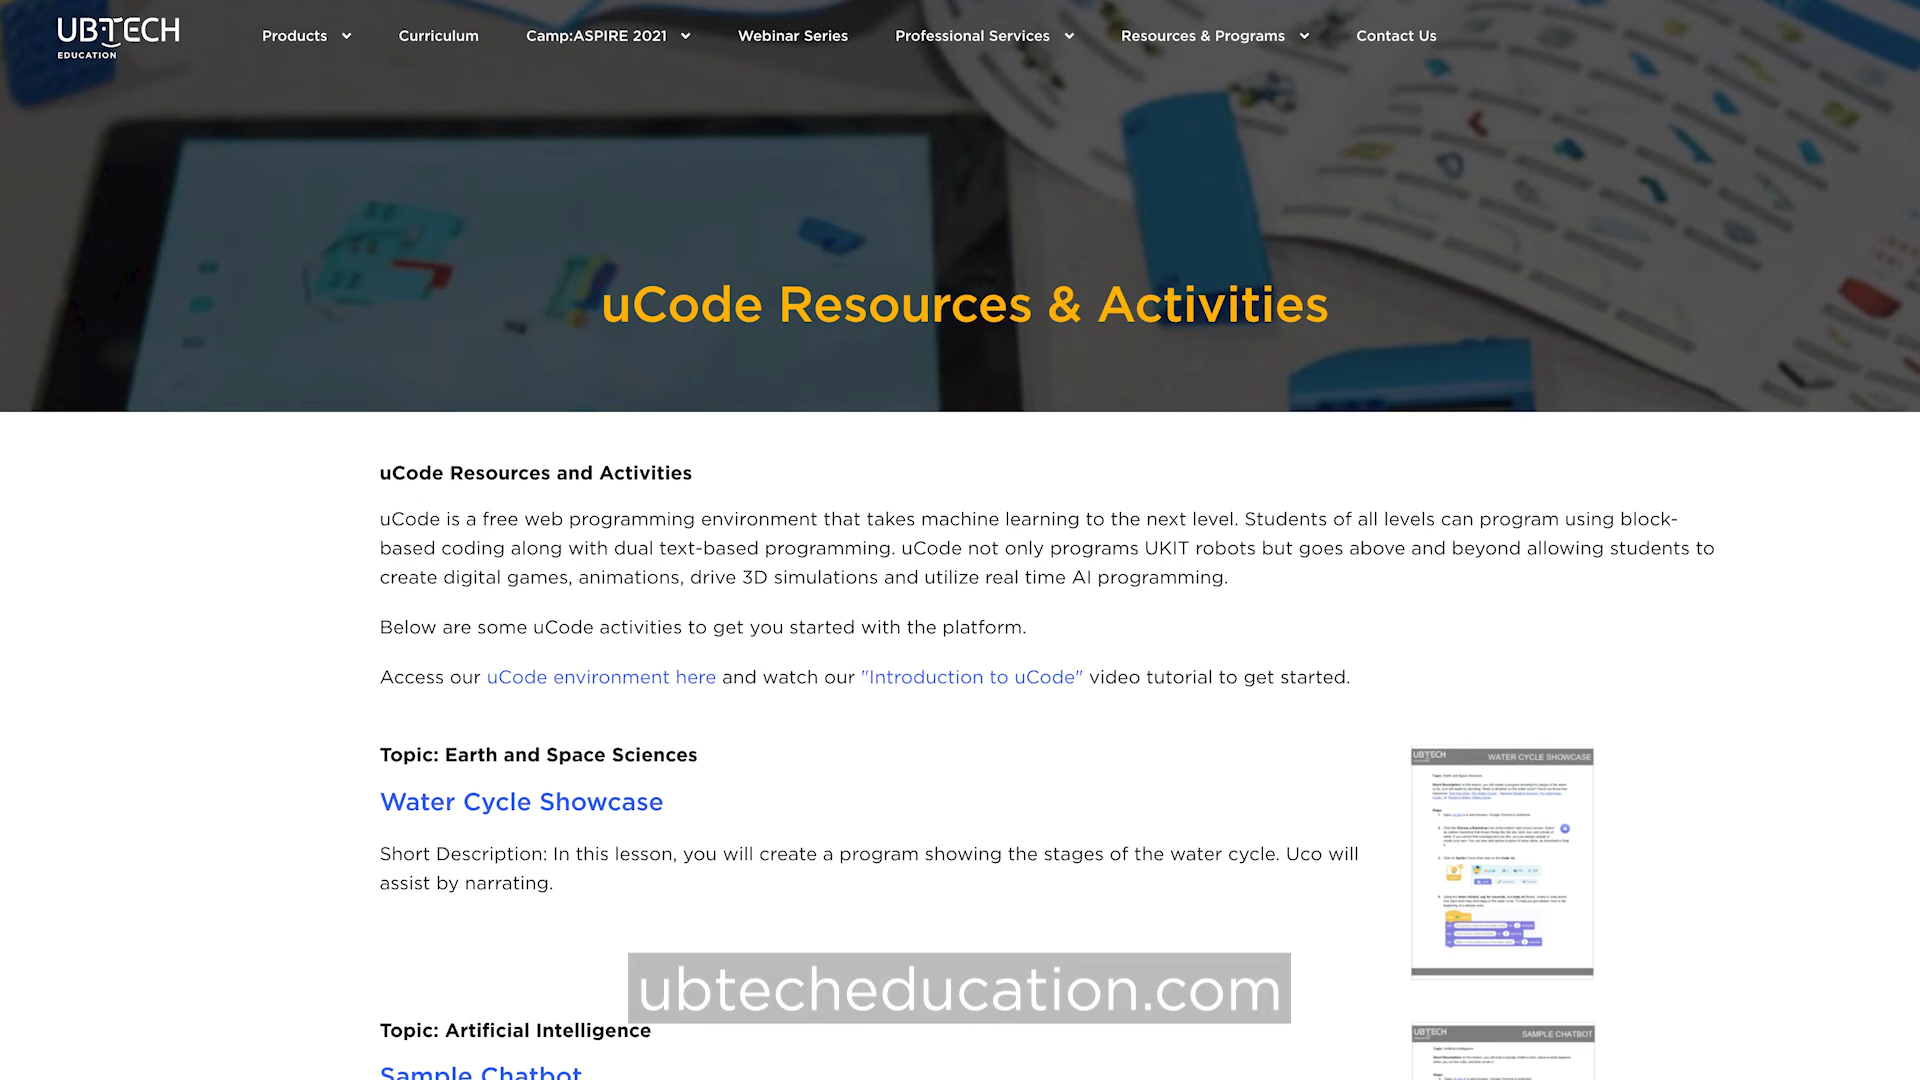 UBTECH
EDUCATION
Products
Curriculum
Camp:ASPIRE 2021
Webinar Series
Professional Services
Resources & Programs
Contact Us
uCode Resources & Activities
uCode Resources and Activities
uCode is a free web programming environment that takes machine learning to the next level. Students of all levels can program using block-
based coding along with dual text-based programming. uCode not only programs UKIT robots but goes above and beyond allowing students to
create digital games, animations, drive 3D simulations and utilize real time AI programming.
Below are some uCode activities to get you started with the platform.
Access our uCode environment here and watch our "Introduction to uCode" video tutorial to get started.
Topic: Earth and Space Sciences
Water Cycle Showcase
Short Description: In this lesson, you will create a program showing the stages of the water cycle. Uco will
assist by narrating.
UBTECH
WATER CYCLE SHOWCASE
ubtecheducation.com
Topic: Artificial Intelligence
Sample Chatbot
UBTECH
SAMPLE CHATBOT